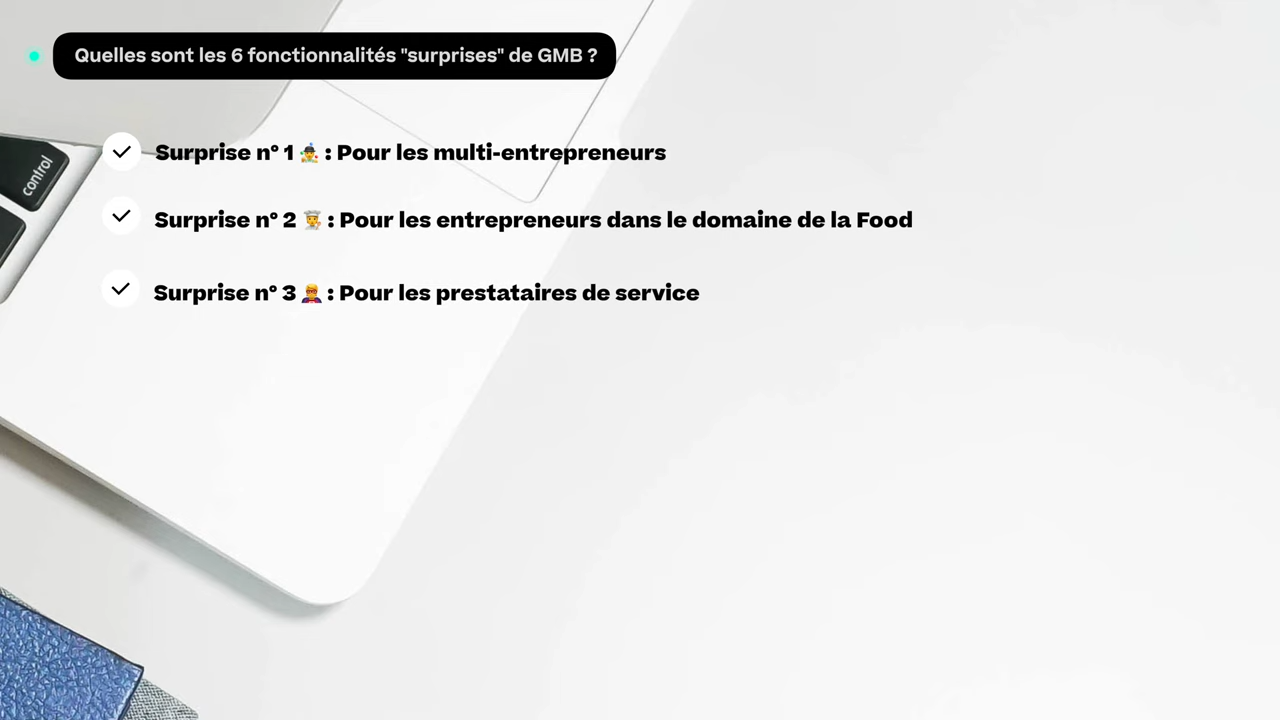 Quelles sont les 6 fonctionnalités "surprises" de GMB ?
control
Surprise n° 1 🤹 : Pour les multi-entrepreneurs
Surprise n° 2 👨‍🍳 : Pour les entrepreneurs dans le domaine de la Food
Surprise n° 3 🦸 : Pour les prestataires de service